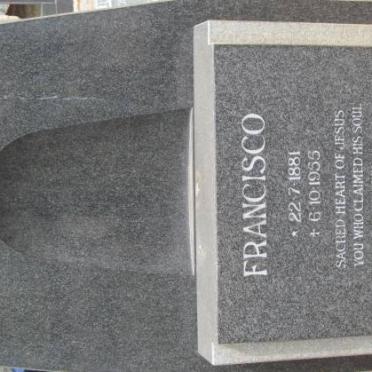 FRANCISCO
* 22·7·1881
† 6·10·1955
SACRED HEART OF JESUS
YOU WHO CLAIMED HIS SOUL